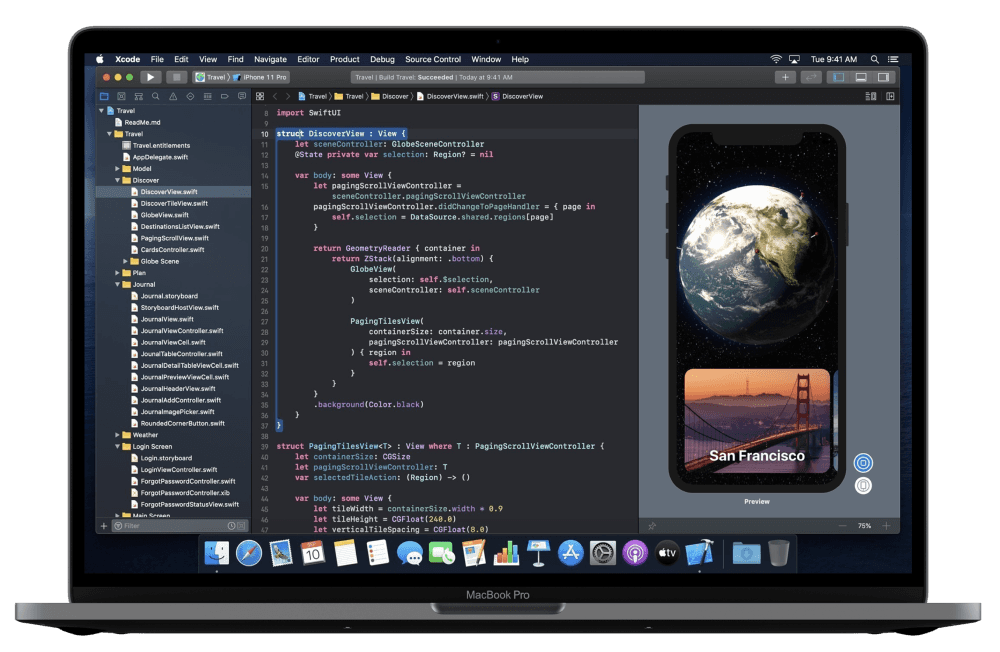 Xcode File Edit View Find Navigate Editor Product Debug Source Control Window Help Tue 9:41 AM
Travel iPhone 11 Pro Travel | Build Travel: Succeeded | Today at 9:41 AM
Travel Travel Discover DiscoverView.swift S DiscoverView
Travel
ReadMe.md
Travel
Travel.entitlements
AppDelegate.swift
Model
Discover
DiscoverView.swift
DiscoverTileView.swift
GlobeView.swift
DestinationsListView.swift
PagingScrollView.swift
CardsController.swift
Globe Scene
Plan
Journal
Journal.storyboard
StoryboardHostView.swift
JournalView.swift
JournalViewController.swift
JournalViewCell.swift
JounalTableController.swift
JournalDetailTableViewCell.swift
JournalPreviewViewCell.swift
JournalHeaderView.swift
JournalAddController.swift
JournalImagePicker.swift
RoundedCornerButton.swift
Weather
Login Screen
Login.storyboard
LoginViewController.swift
ForgotPasswordController.swift
ForgotPasswordController.xib
ForgotPasswordStatusView.swift
Main Screen
Filter
8 import SwiftUI
9
10 struct DiscoverView : View {
11 let sceneController: GlobeSceneController
12 @State private var selection: Region? = nil
13
14 var body: some View {
15 let pagingScrollViewController =
sceneController.pagingScrollViewController
16 pagingScrollViewController.didChangeToPageHandler = { page in
17 self.selection = DataSource.shared.regions[page]
18 }
19
20 return GeometryReader { container in
21 return ZStack(alignment: .bottom) {
22 GlobeView(
23 selection: self.$selection,
24 sceneController: self.sceneController
25 )
26
27 PagingTilesView(
28 containerSize: container.size,
29 pagingScrollViewController: pagingScrollViewController
30 ) { region in
31 self.selection = region
32 }
33 }
34 }
35 .background(Color.black)
36 }
37 }
38
39 struct PagingTilesView<T> : View where T : PagingScrollViewController {
40 let containerSize: CGSize
41 let pagingScrollViewController: T
42 var selectedTileAction: (Region) -> ()
43
44 var body: some View {
45 let tileWidth = containerSize.width * 0.9
46 let tileHeight = CGFloat(240.0)
47 let verticalTileSpacing = CGFloat(8.0)
San Francisco
Preview
75%
10
tv
MacBook Pro